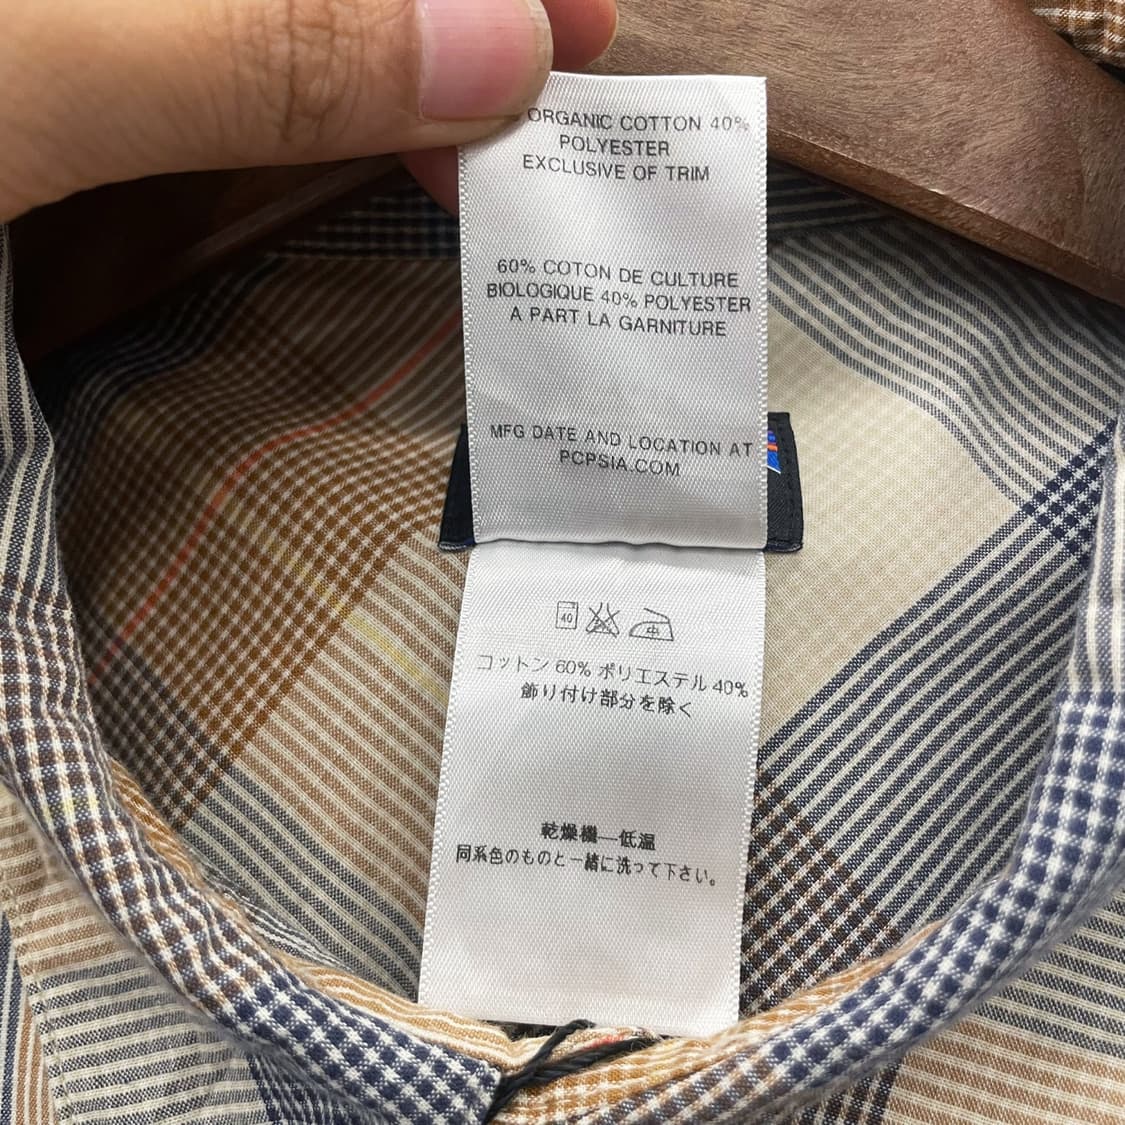 ORGANIC COTTON 40%
POLYESTER
EXCLUSIVE OF TRIM
60% COTON DE CULTURE
BIOLOGIQUE 40% POLYESTER
A PART LA GARNITURE
MFG DATE AND LOCATION AT
PCPSIA.COM
40
中
コットン 60% ポリエステル 40%
飾り付け部分を除く
乾燥機—低温
同系色のものと一緒に洗って下さい。